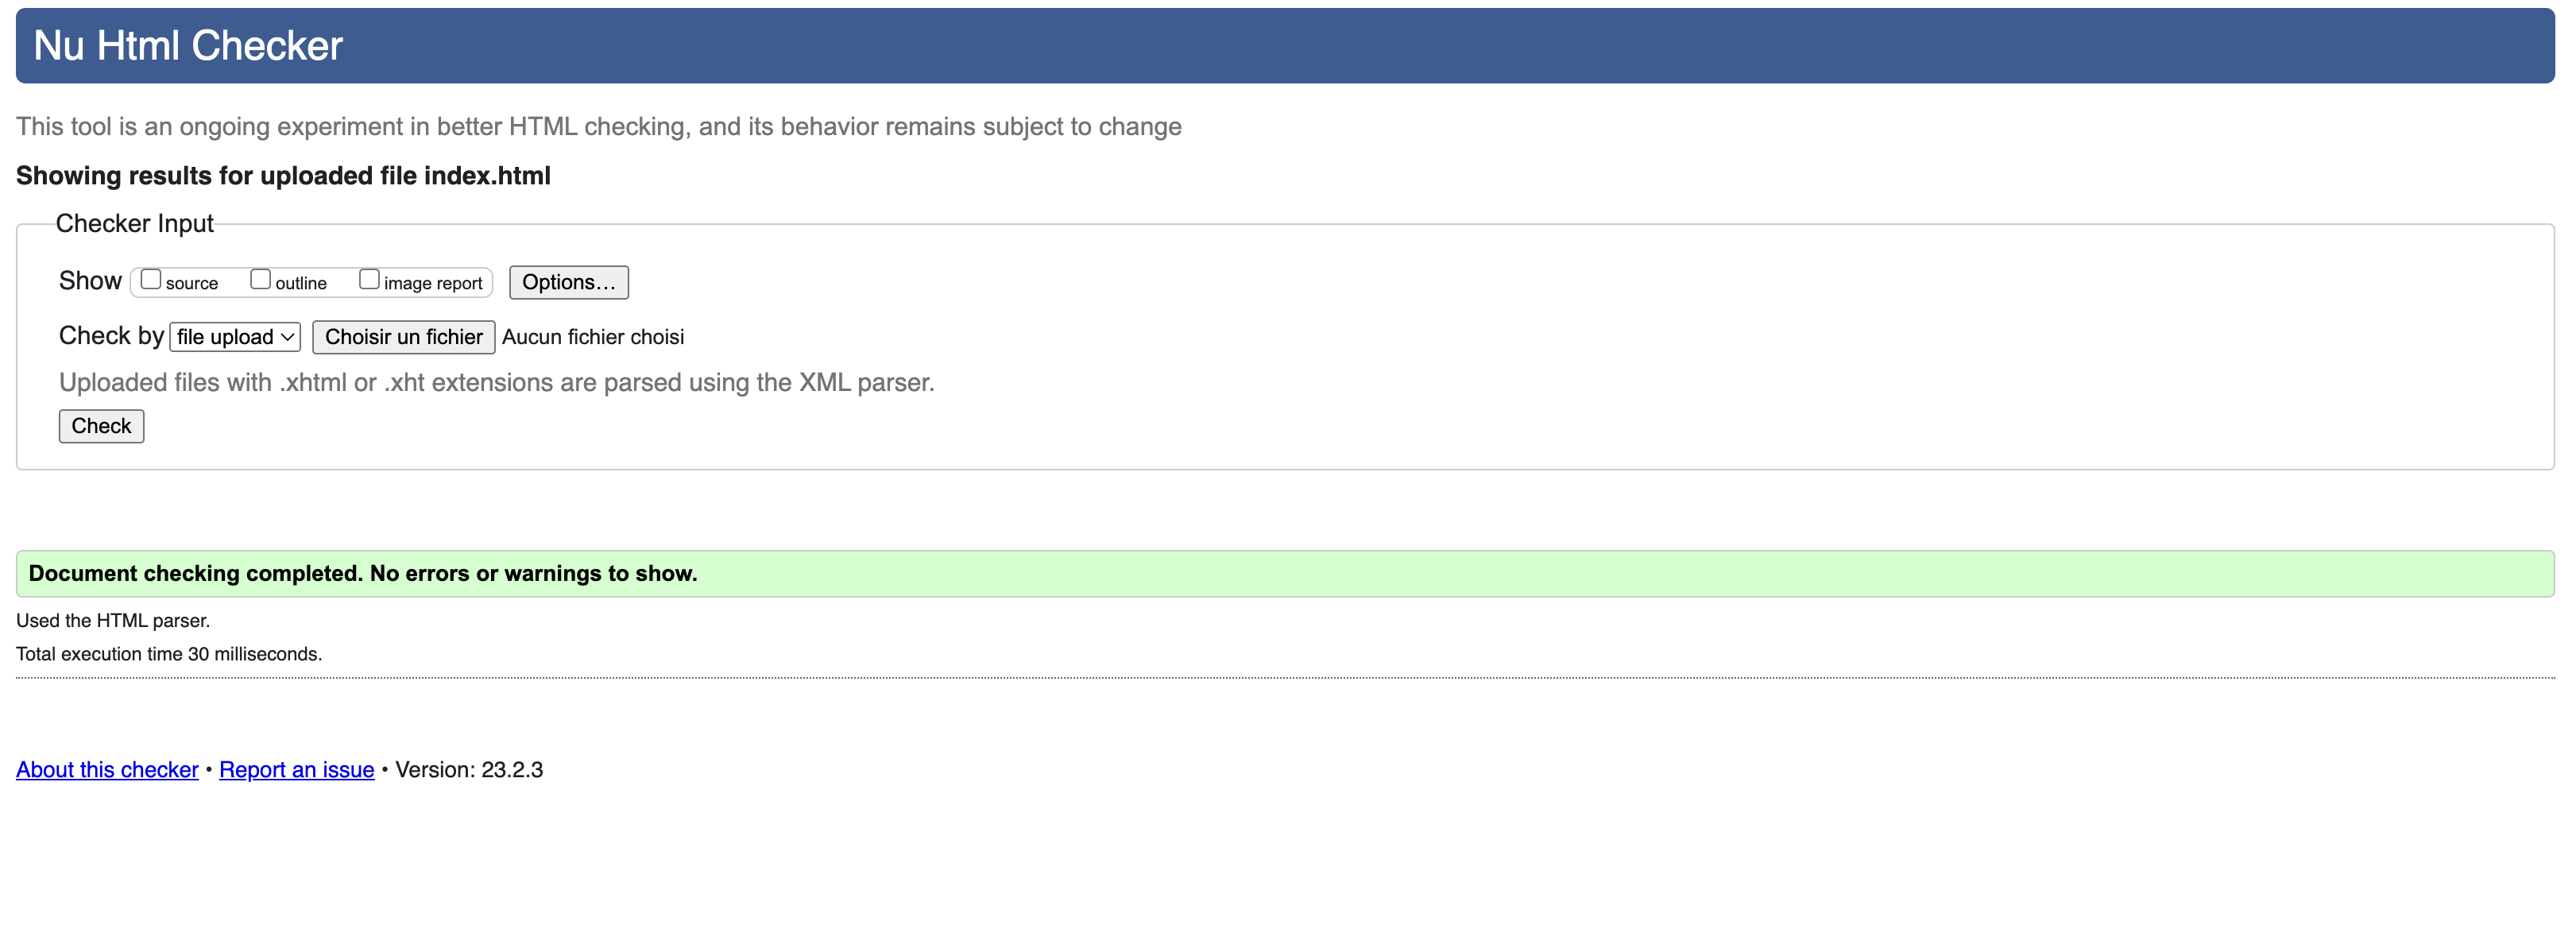 Nu Html Checker
This tool is an ongoing experiment in better HTML checking, and its behavior remains subject to change
Showing results for uploaded file index.html
Checker Input
Show source outline image report Options…
Check by file upload Choisir un fichier Aucun fichier choisi
Uploaded files with .xhtml or .xht extensions are parsed using the XML parser.
Check
Document checking completed. No errors or warnings to show.
Used the HTML parser.
Total execution time 30 milliseconds.
About this checker • Report an issue • Version: 23.2.3